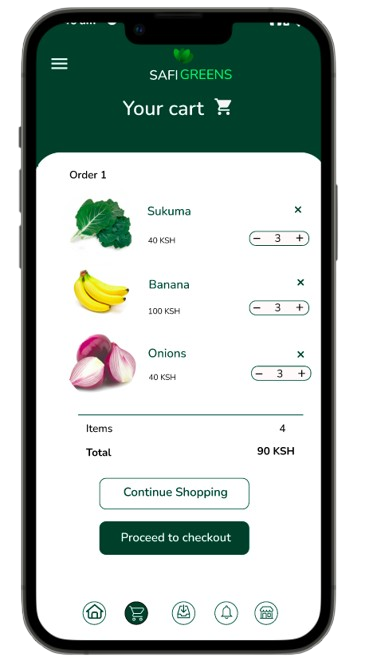 SAFI GREENS
Your cart
Order 1
Sukuma
×
40 KSH
− 3 +
Banana
×
100 KSH
− 3 +
Onions
×
40 KSH
− 3 +
Items 4
Total 90 KSH
Continue Shopping
Proceed to checkout